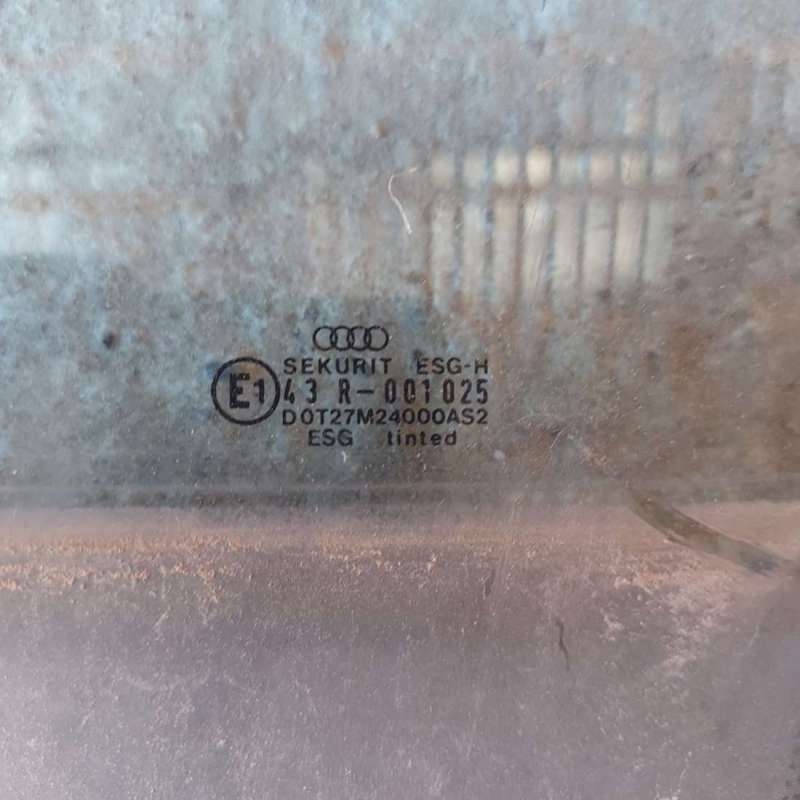 SEKURIT ESG-H
E1 43 R-001025
DOT27M24000AS2
ESG tinted